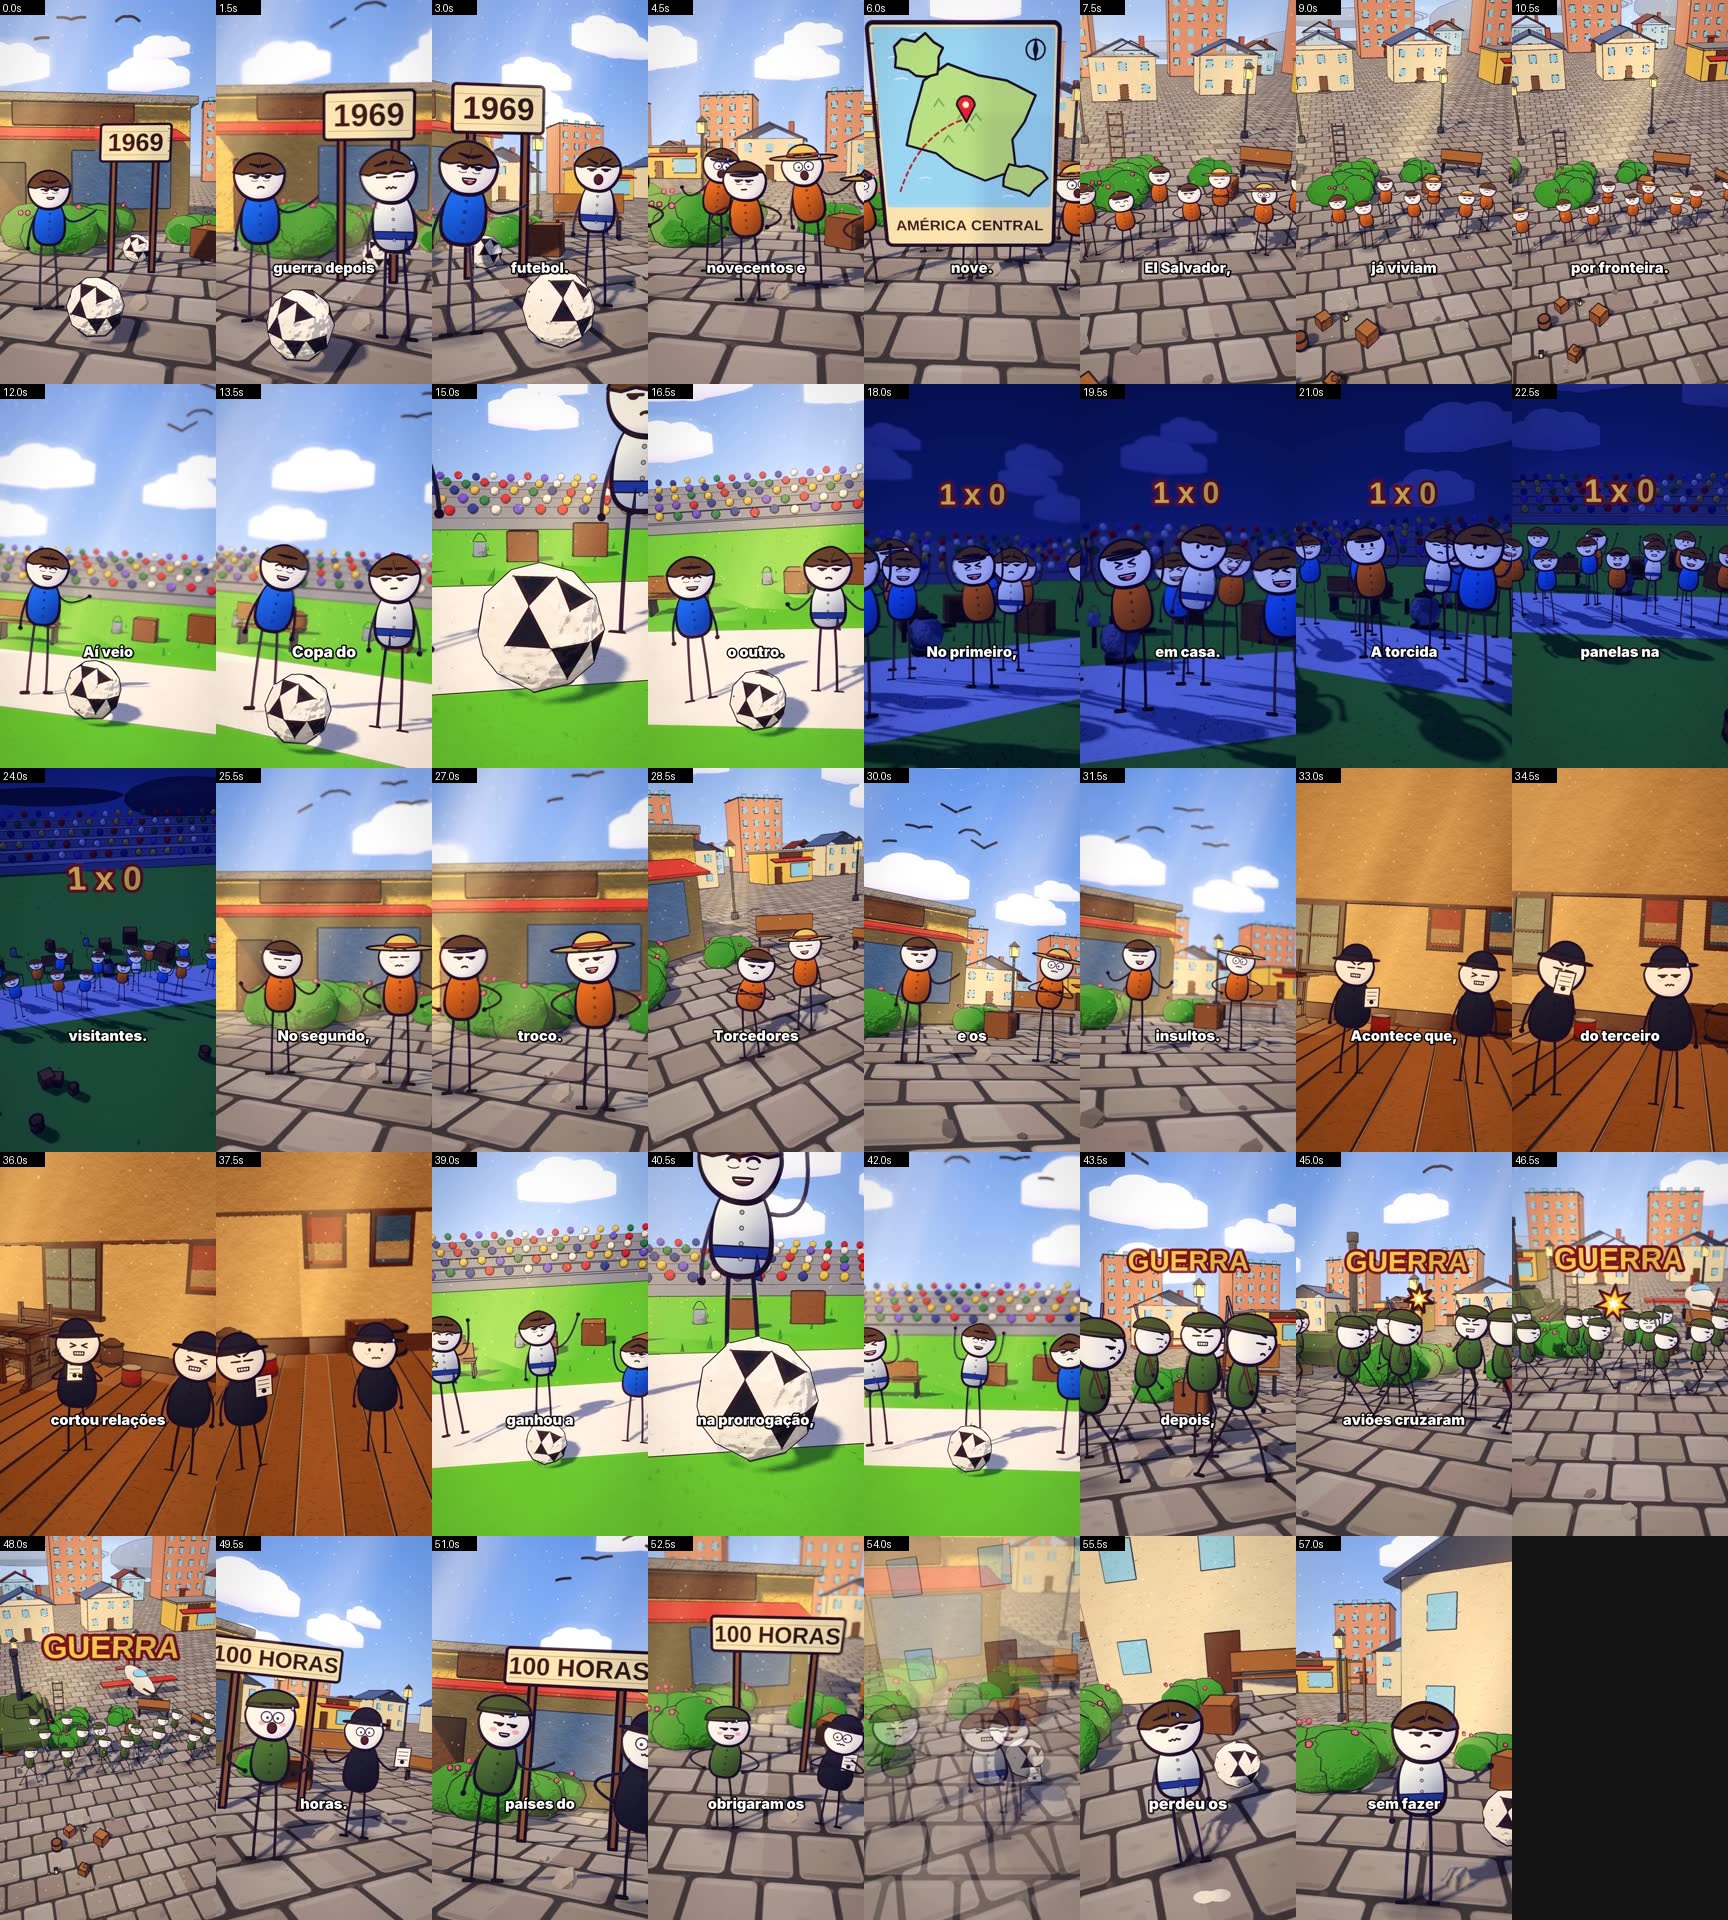 0.0s
1969
1.5s
1969
guerra depois
3.0s
1969
futebol.
4.5s
novecentos e
6.0s
AMÉRICA CENTRAL
nove.
7.5s
El Salvador,
9.0s
já viviam
10.5s
por fronteira.
12.0s
Aí veio
13.5s
Copa do
15.0s
16.5s
o outro.
18.0s
1 x 0
No primeiro,
19.5s
1 x 0
em casa.
21.0s
1 x 0
A torcida
22.5s
1 x 0
panelas na
24.0s
1 x 0
visitantes.
25.5s
No segundo,
27.0s
troco.
28.5s
Torcedores
30.0s
e os
31.5s
insultos.
33.0s
Acontece que,
34.5s
do terceiro
36.0s
cortou relações
37.5s
39.0s
ganhou a
40.5s
na prorrogação,
42.0s
43.5s
GUERRA
depois,
45.0s
GUERRA
aviões cruzaram
46.5s
GUERRA
48.0s
GUERRA
49.5s
100 HORAS
horas.
51.0s
100 HORAS
países do
52.5s
100 HORAS
obrigaram os
54.0s
55.5s
perdeu os
57.0s
sem fazer